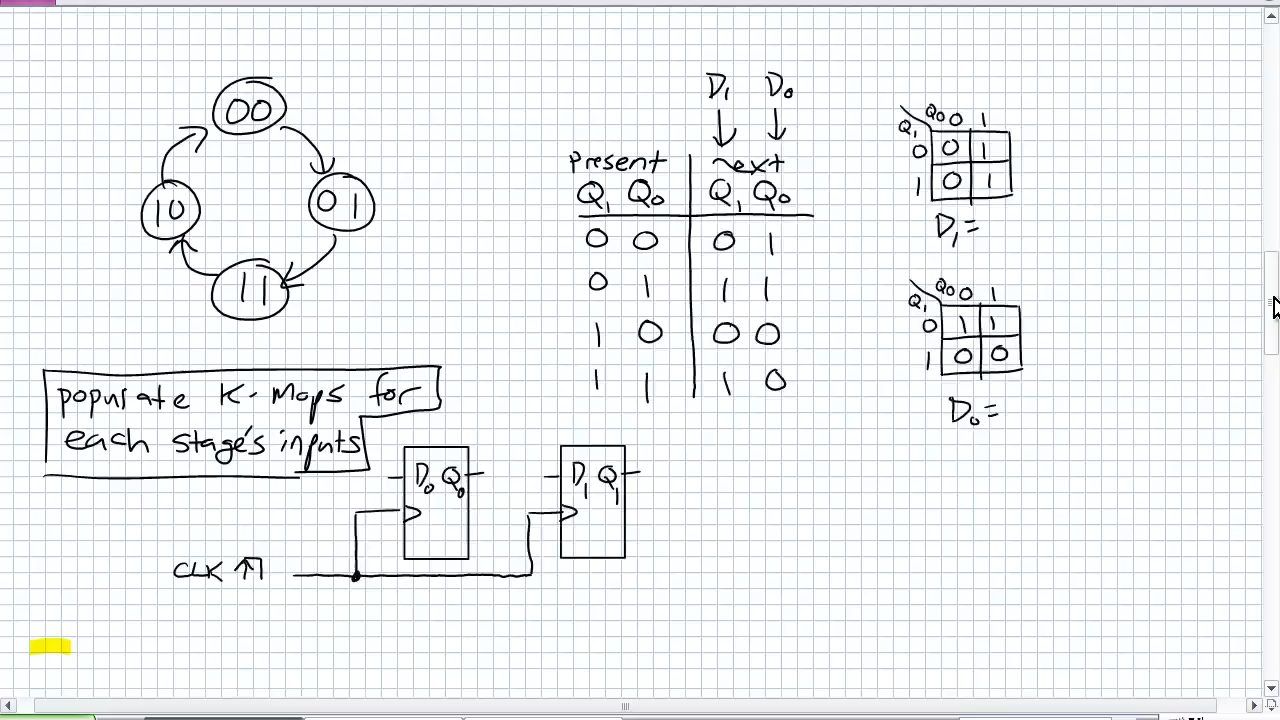 00
10
01
11
D1 D0
Present next
Q1 Q0 Q1 Q0
0 0 0 1
0 1 1 1
1 0 0 0
1 1 1 0
Q0 0 1
Q1
0 0 1
1 0 1
D1 =
Q0 0 1
Q1
0 1 1
1 0 0
D0 =
populate K-Maps for
each stage's inputs
D0 Q0
D1 Q1
CLK